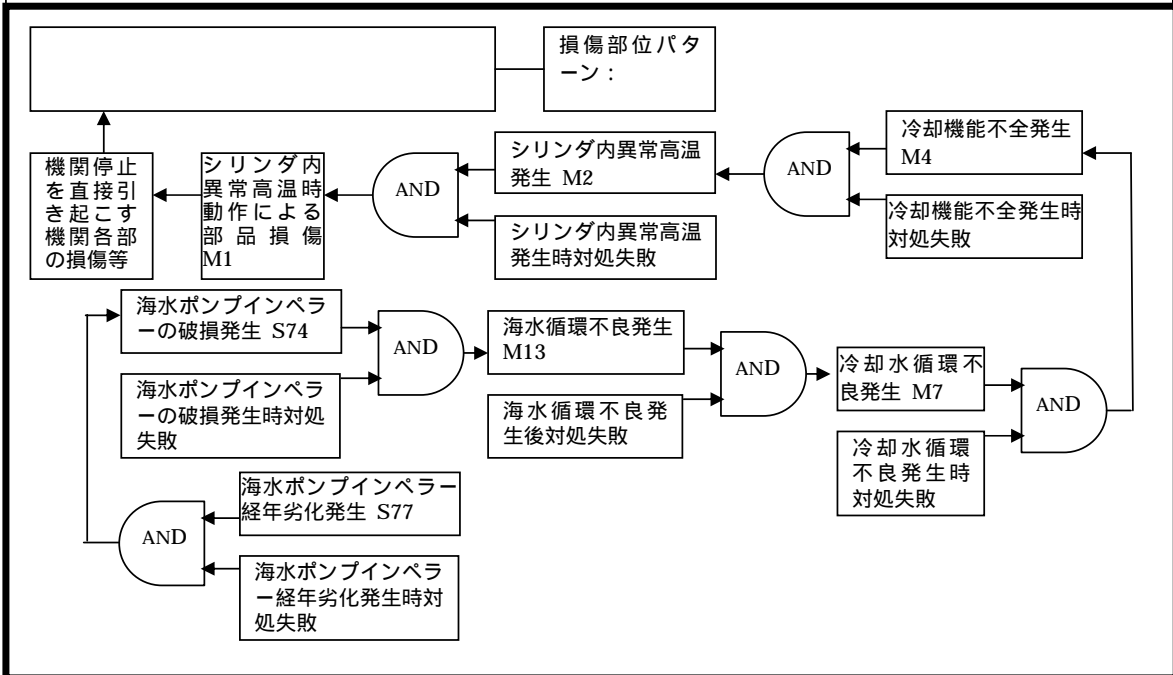 損傷部位パタ
ーン：
機関停止
を直接引
き起こす
機関各部
の損傷等
シリンダ内
異常高温時
動作による
部品損傷
M1
AND
シリンダ内異常高温
発生 M2
シリンダ内異常高温
発生時対処失敗
AND
冷却機能不全発生
M4
冷却機能不全発生時
対処失敗
海水ポンプインペラ
ーの破損発生 S74
海水ポンプインペラ
ーの破損発生時対処
失敗
AND
海水循環不良発生
M13
海水循環不良発
生後対処失敗
AND
冷却水循環不
良発生 M7
冷却水循環
不良発生時
対処失敗
AND
AND
海水ポンプインペラー
経年劣化発生 S77
海水ポンプインペラ
ー経年劣化発生時対
処失敗